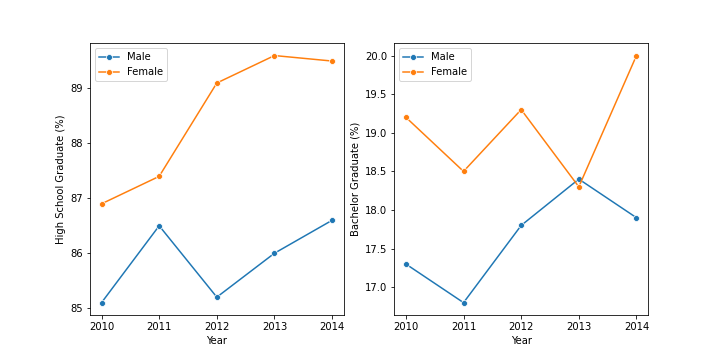 Male
Female
89
88
87
86
85
High School Graduate (%)
2010 2011 2012 2013 2014
Year
Male
Female
20.0
19.5
19.0
18.5
18.0
17.5
17.0
Bachelor Graduate (%)
2010 2011 2012 2013 2014
Year